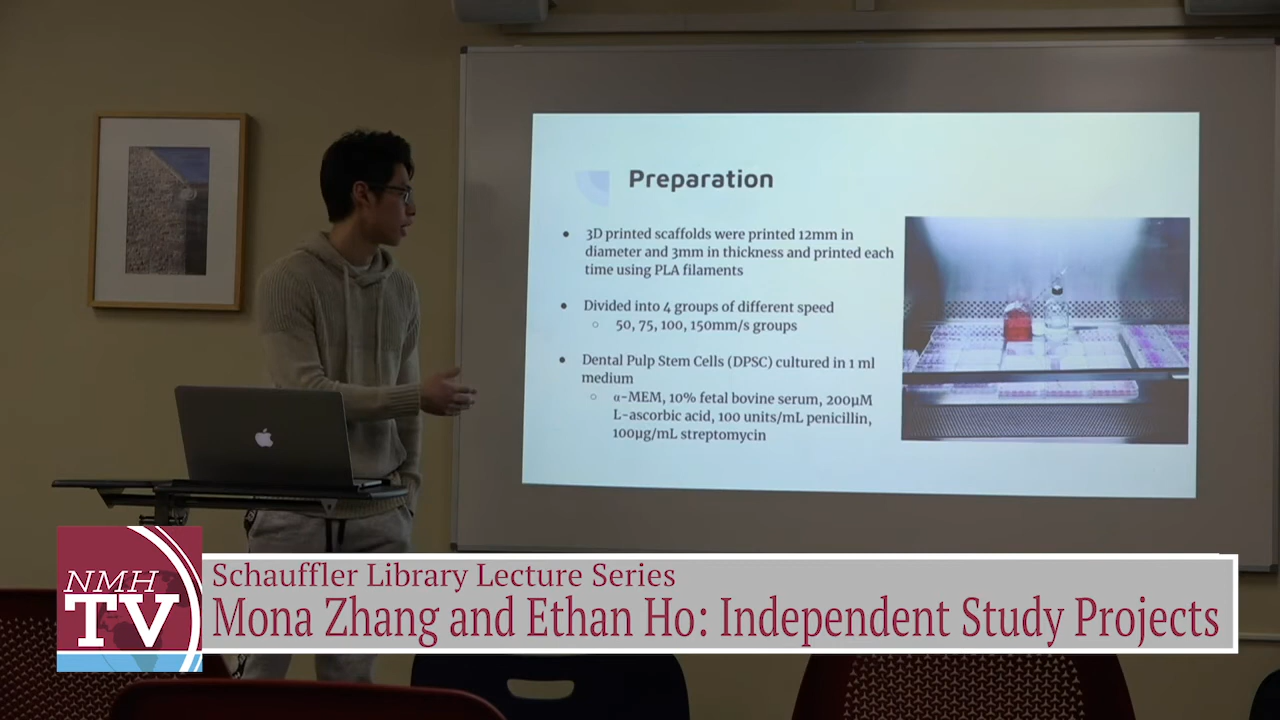 Preparation
● 3D printed scaffolds were printed 12mm in
diameter and 3mm in thickness and printed each
time using PLA filaments
● Divided into 4 groups of different speed
○ 50, 75, 100, 150mm/s groups
● Dental Pulp Stem Cells (DPSC) cultured in 1 ml
medium
○ α-MEM, 10% fetal bovine serum, 200μM
L-ascorbic acid, 100 units/mL penicillin,
100μg/mL streptomycin
NMH
TV
Schauffler Library Lecture Series
Mona Zhang and Ethan Ho: Independent Study Projects